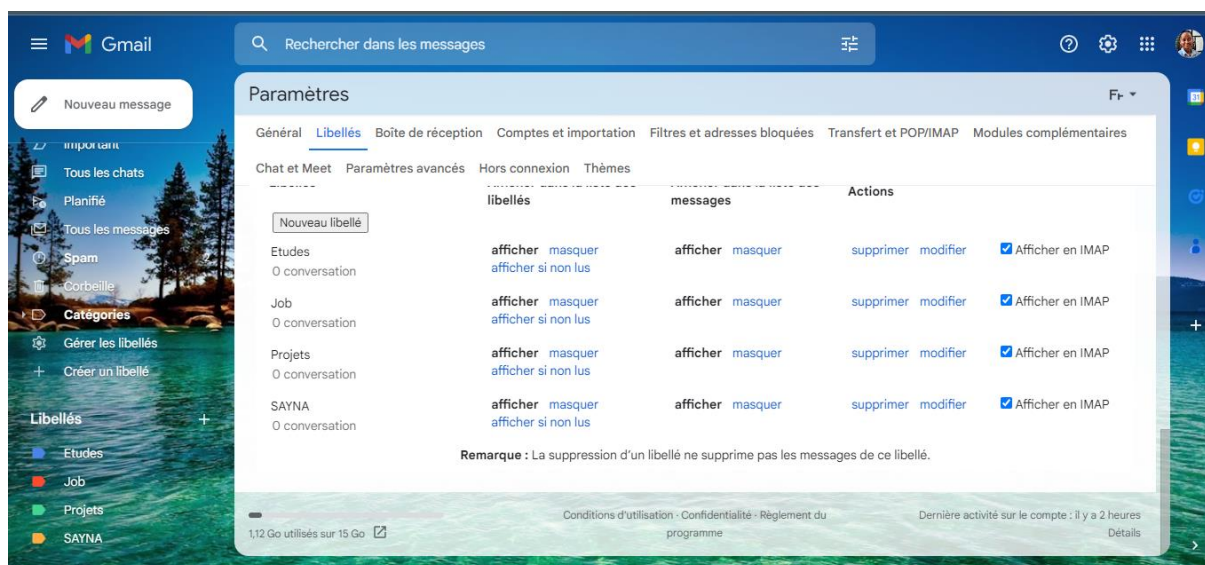 Gmail
Rechercher dans les messages
Nouveau message
Important
Tous les chats
Planifié
Tous les messages
Spam
Corbeille
Catégories
Gérer les libellés
Créer un libellé
Libellés
Etudes
Job
Projets
SAYNA
Paramètres
Fr
Général Libellés Boîte de réception Comptes et importation Filtres et adresses bloquées Transfert et POP/IMAP Modules complémentaires
Chat et Meet Paramètres avancés Hors connexion Thèmes
libellés messages Actions
Nouveau libellé
Etudes afficher masquer afficher masquer supprimer modifier Afficher en IMAP
0 conversation afficher si non lus
Job afficher masquer afficher masquer supprimer modifier Afficher en IMAP
0 conversation afficher si non lus
Projets afficher masquer afficher masquer supprimer modifier Afficher en IMAP
0 conversation afficher si non lus
SAYNA afficher masquer afficher masquer supprimer modifier Afficher en IMAP
0 conversation afficher si non lus
Remarque : La suppression d'un libellé ne supprime pas les messages de ce libellé.
1,12 Go utilisés sur 15 Go
Conditions d'utilisation · Confidentialité · Règlement du
programme
Dernière activité sur le compte : il y a 2 heures
Détails
31